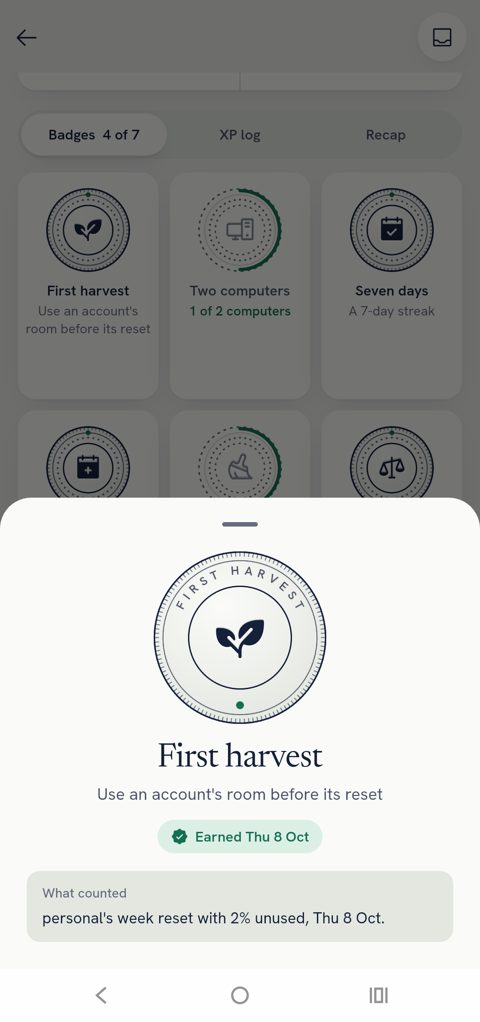 Badges 4 of 7
XP log
Recap
First harvest
Use an account's
room before its reset
Two computers
1 of 2 computers
Seven days
A 7-day streak
FIRST HARVEST
First harvest
Use an account's room before its reset
Earned Thu 8 Oct
What counted
personal's week reset with 2% unused, Thu 8 Oct.